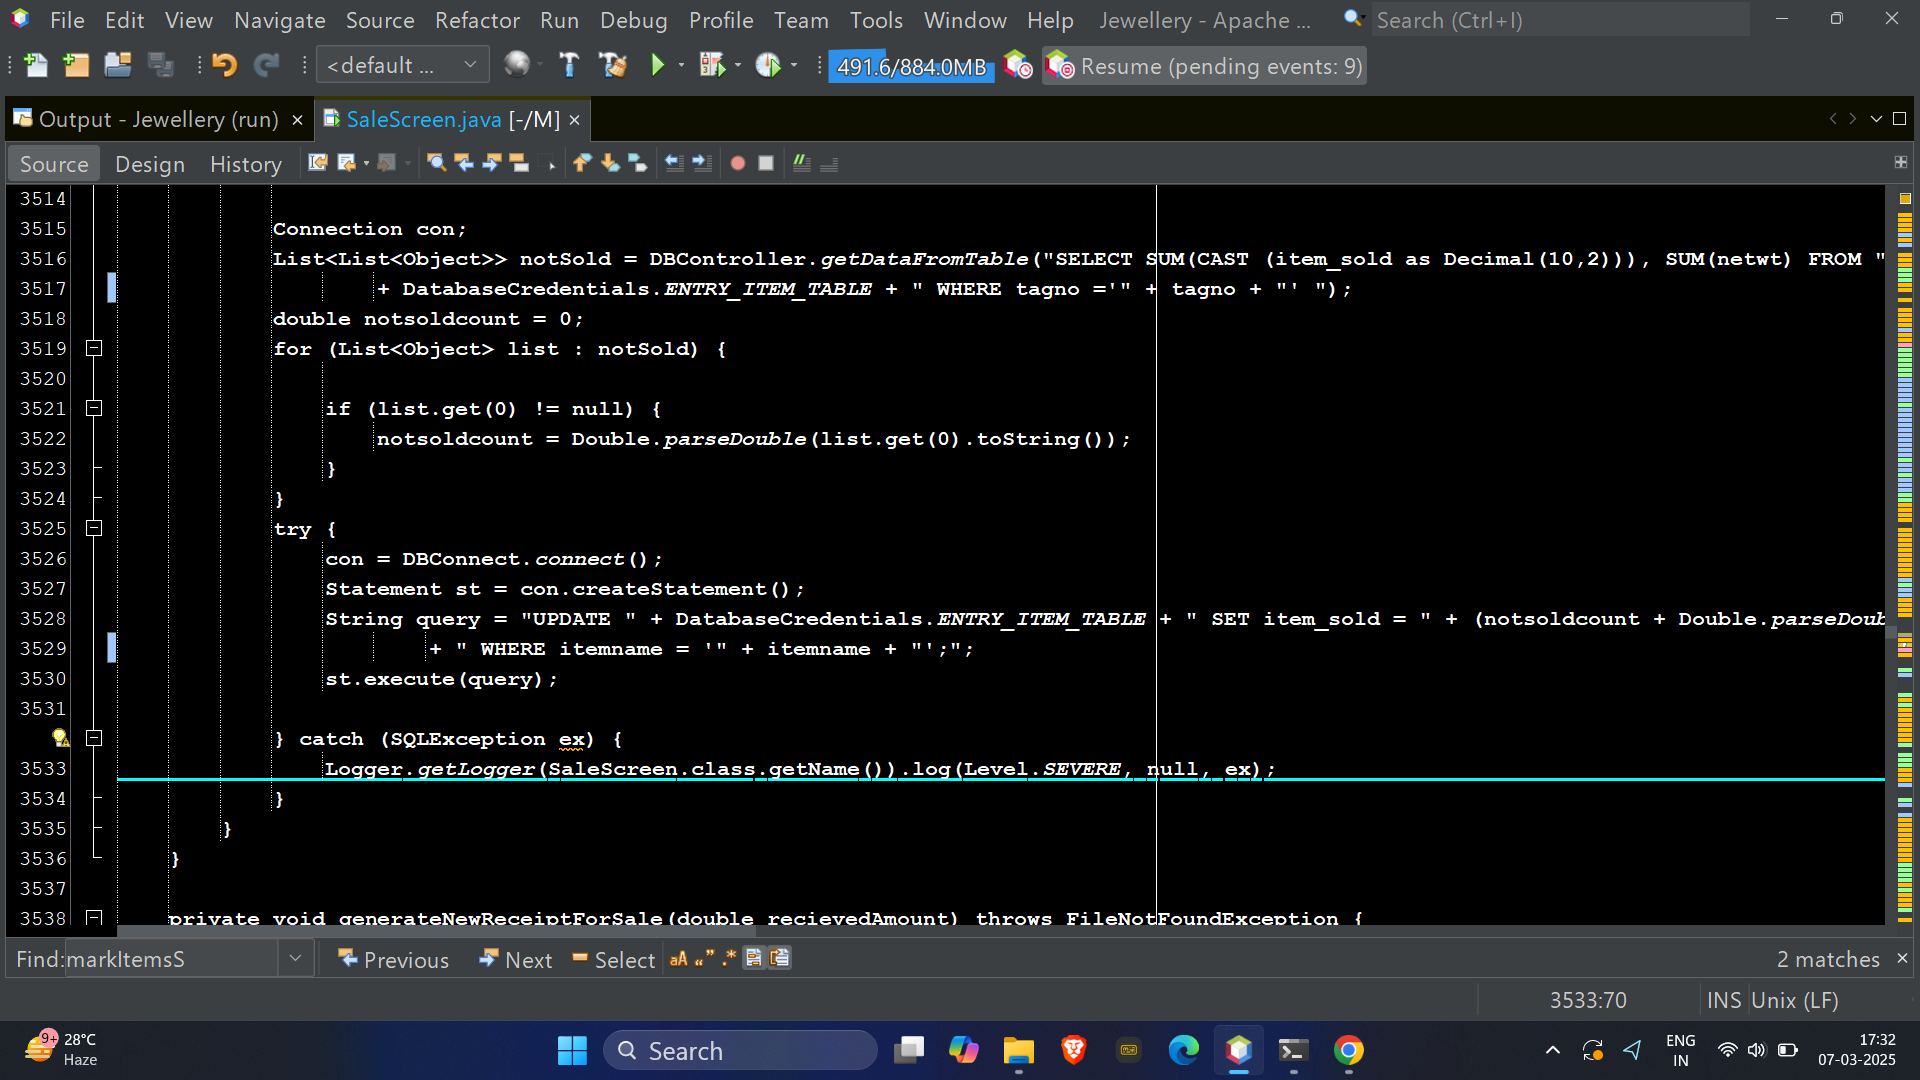 File Edit View Navigate Source Refactor Run Debug Profile Team Tools Window Help Jewellery - Apache ... Search (Ctrl+I)
<default ... 491.6/884.0MB Resume (pending events: 9)
Output - Jewellery (run) × SaleScreen.java [-/M] ×
Source Design History
3514
3515 Connection con;
3516 List<List<Object>> notSold = DBController.getDataFromTable("SELECT SUM(CAST (item_sold as Decimal(10,2))), SUM(netwt) FROM "
3517 + DatabaseCredentials.ENTRY_ITEM_TABLE + " WHERE tagno ='" + tagno + "' ");
3518 double notsoldcount = 0;
3519 for (List<Object> list : notSold) {
3520
3521 if (list.get(0) != null) {
3522 notsoldcount = Double.parseDouble(list.get(0).toString());
3523 }
3524 }
3525 try {
3526 con = DBConnect.connect();
3527 Statement st = con.createStatement();
3528 String query = "UPDATE " + DatabaseCredentials.ENTRY_ITEM_TABLE + " SET item_sold = " + (notsoldcount + Double.parseDoub
3529 + " WHERE itemname = '" + itemname + "';";
3530 st.execute(query);
3531
} catch (SQLException ex) {
3533 Logger.getLogger(SaleScreen.class.getName()).log(Level.SEVERE, null, ex);
3534 }
3535 }
3536 }
3537
3538 private void generateNewReceiptForSale(double recievedAmount) throws FileNotFoundException {
Find: markItemsS Previous Next Select aA 2 matches ×
3533:70 INS Unix (LF)
9+ 28°C
Haze
Search
ENG
IN
17:32
07-03-2025